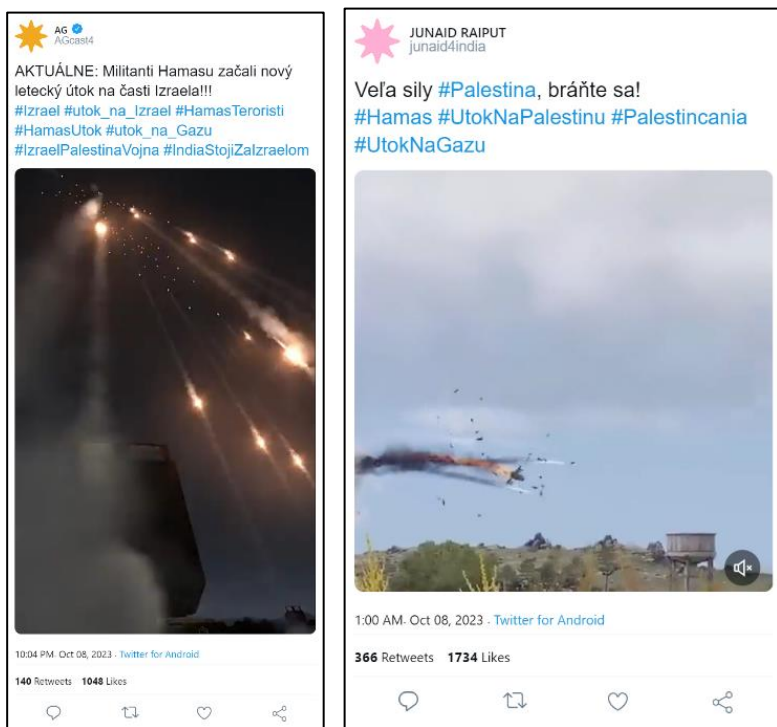 AG
AGcast4
AKTUÁLNE: Militanti Hamasu začali nový
letecký útok na časti Izraela!!!
#Izrael #utok_na_Izrael #HamasTeroristi
#HamasUtok #utok_na_Gazu
#IzraelPalestinaVojna #IndiaStojiZaIzraelom
10:04 PM· Oct 08, 2023 · Twitter for Android
140 Retweets 1048 Likes
JUNAID RAIPUT
junaid4india
Veľa sily #Palestina, bráňte sa!
#Hamas #UtokNaPalestinu #Palestincania
#UtokNaGazu
1:00 AM· Oct 08, 2023 · Twitter for Android
366 Retweets 1734 Likes